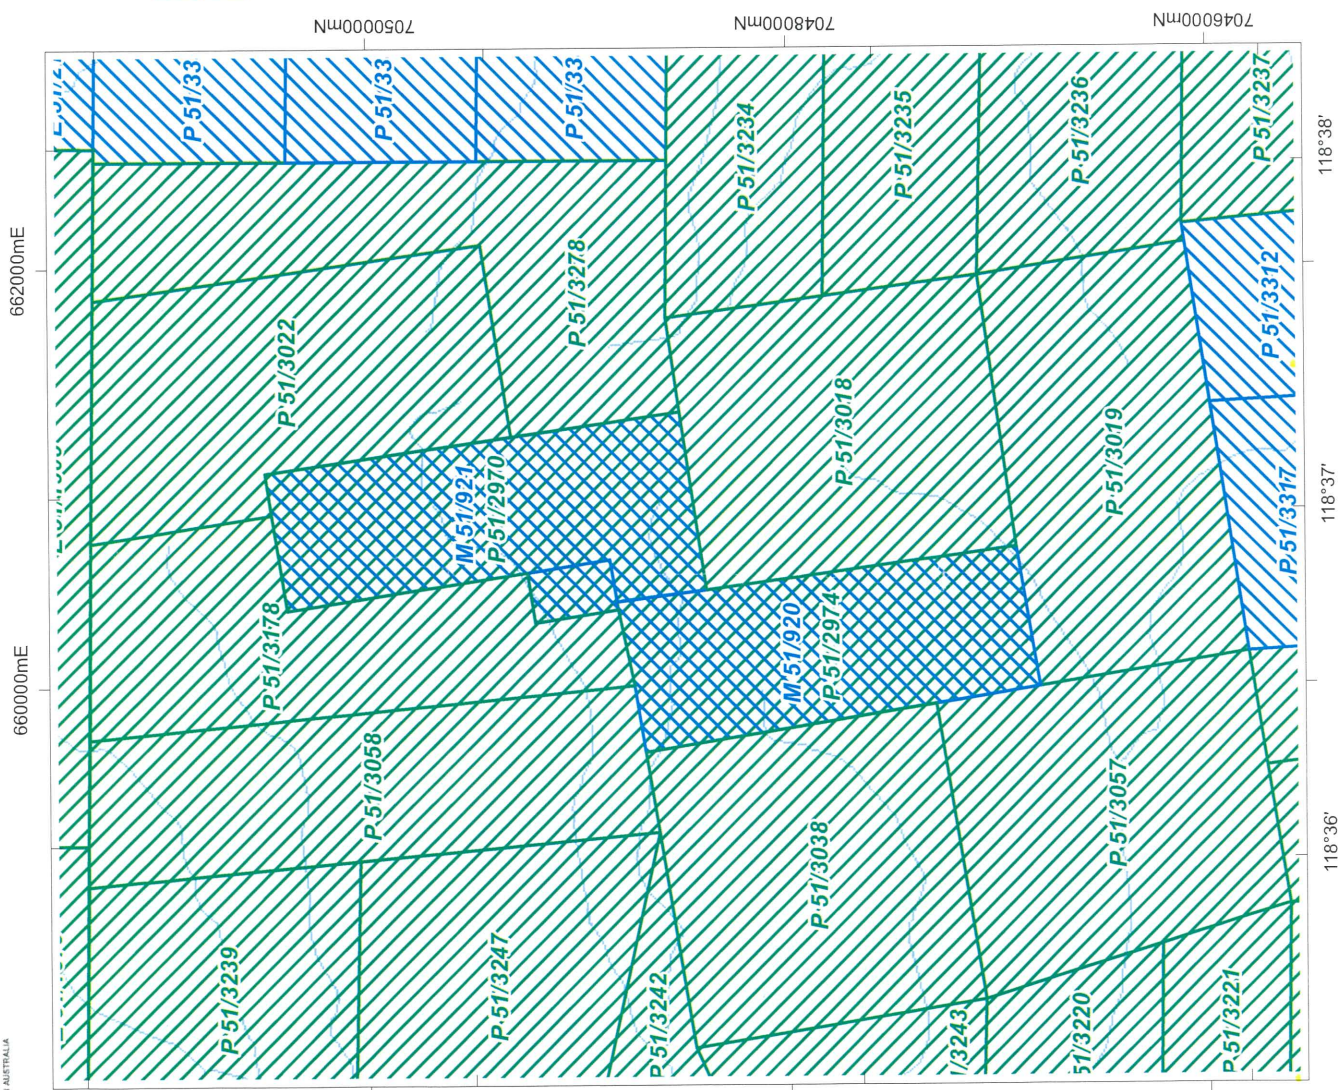 7050000mN
7048000mN
7046000mN
662000mE
660000mE
118°38'
118°37'
118°36'
P 51/33
P 51/33
P 51/33
P 51/3234
P 51/3235
P 51/3236
P 51/3237
P 51/3022
P 51/3278
P 51/3312
P 51/3018
P 51/3019
P 51/3317
M 51/921
P 51/2970
P 51/3178
M 51/920
P 51/2974
P 51/3058
P 51/3038
P 51/3057
P 51/3239
P 51/3247
P 51/3242
/3243
51/3220
P 51/3221
AUSTRALIA